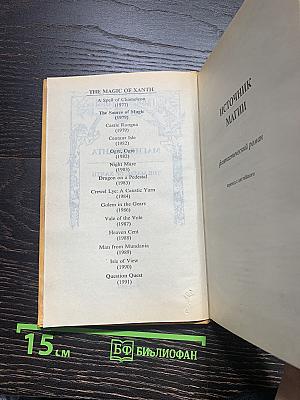 THE MAGIC OF XANTH
A Spell of Chameleon
(1977)
The Source of Magic
(1979)
Castle Roogna
(1979)
Centaur Isle
(1982)
Ogre, Ogre
(1982)
Night Mare
(1983)
Dragon on a Pedestal
(1983)
Crewel Lye: A Caustic Yarn
(1984)
Golem in the Gears
(1986)
Vale of the Vole
(1987)
Heaven Cent
(1988)
Man from Mundania
(1989)
Isle of View
(1990)
Question Quest
(1991)
ИСТОЧНИК
МАГИИ
фантастический роман
15 см
БФ БИБЛИОФАН